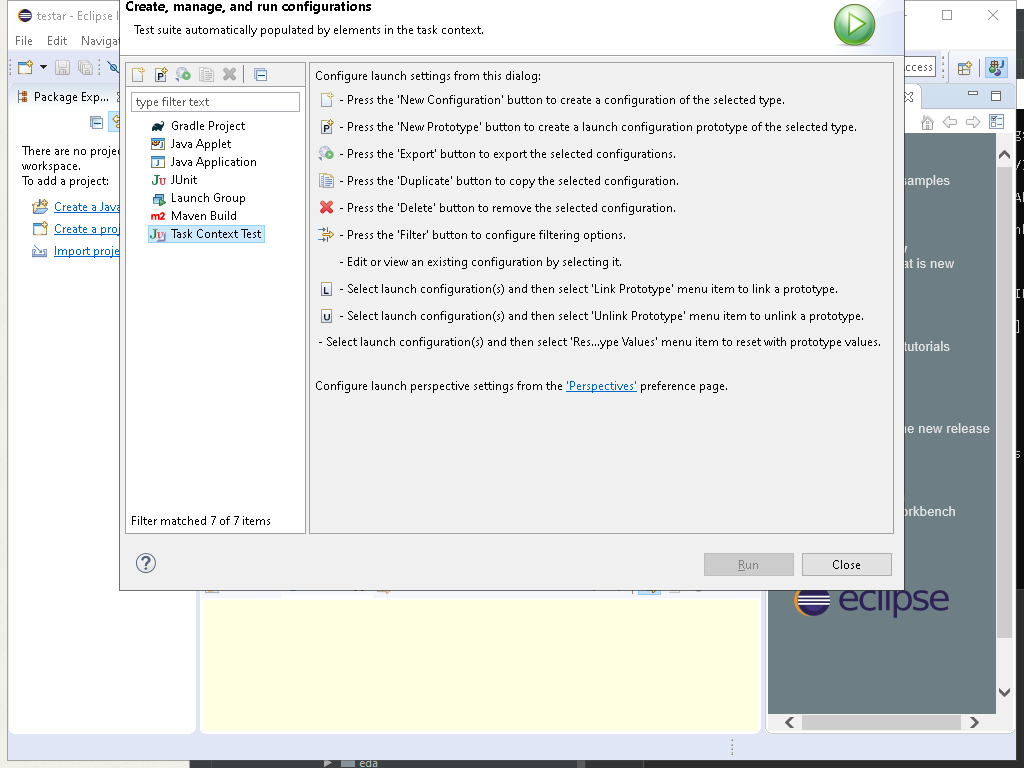 Create, manage, and run configurations
testar - Eclipse I
Test suite automatically populated by elements in the task context.
File Edit Navigat
Package Exp...
type filter text
Gradle Project
Java Applet
Java Application
JUnit
Launch Group
Maven Build
Task Context Test
Filter matched 7 of 7 items
There are no proje
workspace.
To add a project:
Create a Java
Create a proj
Import proje
Configure launch settings from this dialog:
- Press the 'New Configuration' button to create a configuration of the selected type.
- Press the 'New Prototype' button to create a launch configuration prototype of the selected type.
- Press the 'Export' button to export the selected configurations.
- Press the 'Duplicate' button to copy the selected configuration.
- Press the 'Delete' button to remove the selected configuration.
- Press the 'Filter' button to configure filtering options.
- Edit or view an existing configuration by selecting it.
- Select launch configuration(s) and then select 'Link Prototype' menu item to link a prototype.
- Select launch configuration(s) and then select 'Unlink Prototype' menu item to unlink a prototype.
- Select launch configuration(s) and then select 'Res...ype Values' menu item to reset with prototype values.
Configure launch perspective settings from the 'Perspectives' preference page.
Run
Close
ccess
samples
at is new
tutorials
ne new release
orkbench
eclipse
eda